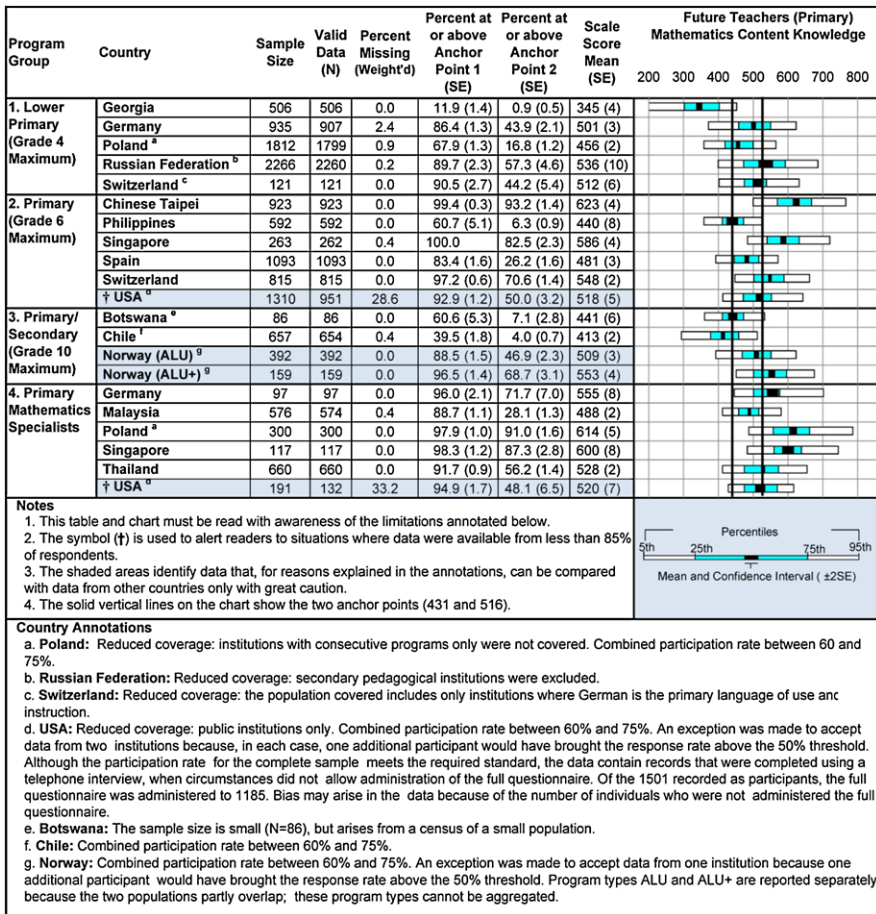 Program Group Country Sample Size Valid Data (N) Percent Missing (Weight'd) Percent at or above Anchor Point 1 (SE) Percent at or above Anchor Point 2 (SE) Scale Score Mean (SE) Future Teachers (Primary) Mathematics Content Knowledge
200 300 400 500 600 700 800
1. Lower Primary (Grade 4 Maximum)
Georgia 506 506 0.0 11.9 (1.4) 0.9 (0.5) 345 (4)
Germany 935 907 2.4 86.4 (1.3) 43.9 (2.1) 501 (3)
Poland a 1812 1799 0.9 67.9 (1.3) 16.8 (1.2) 456 (2)
Russian Federation b 2266 2260 0.2 89.7 (2.3) 57.3 (4.6) 536 (10)
Switzerland c 121 121 0.0 90.5 (2.7) 44.2 (5.4) 512 (6)
2. Primary (Grade 6 Maximum)
Chinese Taipei 923 923 0.0 99.4 (0.3) 93.2 (1.4) 623 (4)
Philippines 592 592 0.0 60.7 (5.1) 6.3 (0.9) 440 (8)
Singapore 263 262 0.4 100.0 82.5 (2.3) 586 (4)
Spain 1093 1093 0.0 83.4 (1.6) 26.2 (1.6) 481 (3)
Switzerland 815 815 0.0 97.2 (0.6) 70.6 (1.4) 548 (2)
† USA d 1310 951 28.6 92.9 (1.2) 50.0 (3.2) 518 (5)
3. Primary/ Secondary (Grade 10 Maximum)
Botswana e 86 86 0.0 60.6 (5.3) 7.1 (2.8) 441 (6)
Chile f 657 654 0.4 39.5 (1.8) 4.0 (0.7) 413 (2)
Norway (ALU) g 392 392 0.0 88.5 (1.5) 46.9 (2.3) 509 (3)
Norway (ALU+) g 159 159 0.0 96.5 (1.4) 68.7 (3.1) 553 (4)
4. Primary Mathematics Specialists
Germany 97 97 0.0 96.0 (2.1) 71.7 (7.0) 555 (8)
Malaysia 576 574 0.4 88.7 (1.1) 28.1 (1.3) 488 (2)
Poland a 300 300 0.0 97.9 (1.0) 91.0 (1.6) 614 (5)
Singapore 117 117 0.0 98.3 (1.2) 87.3 (2.8) 600 (8)
Thailand 660 660 0.0 91.7 (0.9) 56.2 (1.4) 528 (2)
† USA d 191 132 33.2 94.9 (1.7) 48.1 (6.5) 520 (7)
Notes
1. This table and chart must be read with awareness of the limitations annotated below.
2. The symbol (†) is used to alert readers to situations where data were available from less than 85%
of respondents.
3. The shaded areas identify data that, for reasons explained in the annotations, can be compared
with data from other countries only with great caution.
4. The solid vertical lines on the chart show the two anchor points (431 and 516).
Percentiles
5th 25th 75th 95th
Mean and Confidence Interval ( ±2SE)
Country Annotations
a. Poland: Reduced coverage: institutions with consecutive programs only were not covered. Combined participation rate between 60 and
75%.
b. Russian Federation: Reduced coverage: secondary pedagogical institutions were excluded.
c. Switzerland: Reduced coverage: the population covered includes only institutions where German is the primary language of use and
instruction.
d. USA: Reduced coverage: public institutions only. Combined participation rate between 60% and 75%. An exception was made to accept
data from two institutions because, in each case, one additional participant would have brought the response rate above the 50% threshold.
Although the participation rate for the complete sample meets the required standard, the data contain records that were completed using a
telephone interview, when circumstances did not allow administration of the full questionnaire. Of the 1501 recorded as participants, the full
questionnaire was administered to 1185. Bias may arise in the data because of the number of individuals who were not administered the full
questionnaire.
e. Botswana: The sample size is small (N=86), but arises from a census of a small population.
f. Chile: Combined participation rate between 60% and 75%.
g. Norway: Combined participation rate between 60% and 75%. An exception was made to accept data from one institution because one
additional participant would have brought the response rate above the 50% threshold. Program types ALU and ALU+ are reported separately
because the two populations partly overlap; these program types cannot be aggregated.